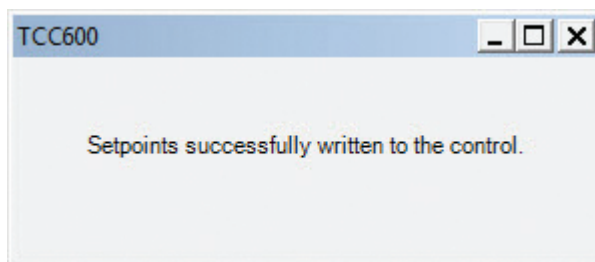 TCC600
Setpoints successfully written to the control.